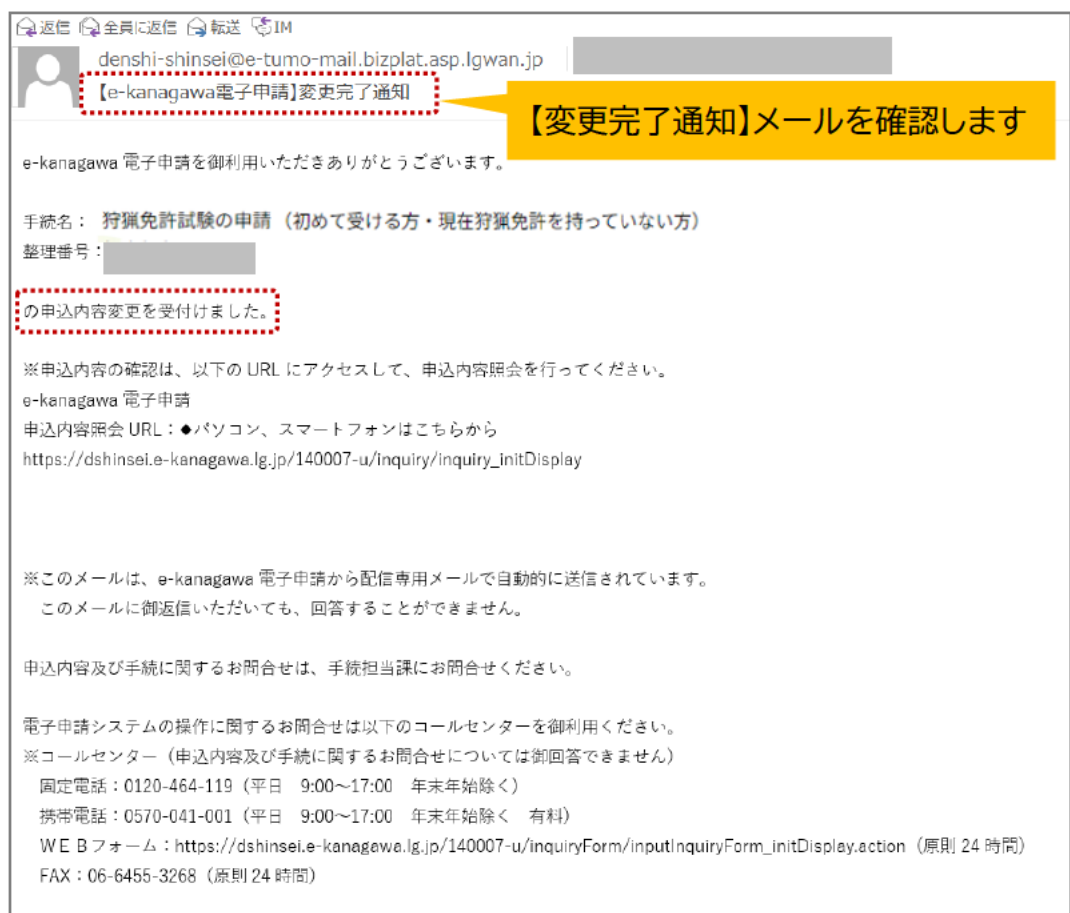 返信 全員に返信 転送 IM
denshi-shinsei@e-tumo-mail.bizplat.asp.lgwan.jp
【e-kanagawa電子申請】変更完了通知
【変更完了通知】メールを確認します
e-kanagawa 電子申請を御利用いただきありがとうございます。
手続名： 狩猟免許試験の申請（初めて受ける方・現在狩猟免許を持っていない方）
整理番号：
の申込内容変更を受付けました。
※申込内容の確認は、以下の URL にアクセスして、申込内容照会を行ってください。
e-kanagawa 電子申請
申込内容照会 URL：◆パソコン、スマートフォンはこちらから
https://dshinsei.e-kanagawa.lg.jp/140007-u/inquiry/inquiry_initDisplay
※このメールは、e-kanagawa 電子申請から配信専用メールで自動的に送信されています。
このメールに御返信いただいても、回答することができません。
申込内容及び手続に関するお問合せは、手続担当課にお問合せください。
電子申請システムの操作に関するお問合せは以下のコールセンターを御利用ください。
※コールセンター（申込内容及び手続に関するお問合せについては御回答できません）
固定電話：0120-464-119（平日　9:00～17:00　年末年始除く）
携帯電話：0570-041-001（平日　9:00～17:00　年末年始除く　有料）
ＷＥＢフォーム：https://dshinsei.e-kanagawa.lg.jp/140007-u/inquiryForm/inputInquiryForm_initDisplay.action（原則 24 時間）
FAX：06-6455-3268（原則 24 時間）